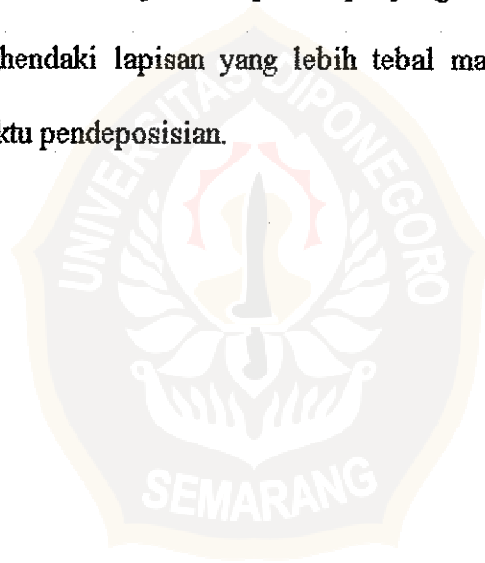 hendaki lapisan yang lebih tebal ma
ktu pendeposisian.
UNIVERSITAS DIPONEGORO
SEMARANG